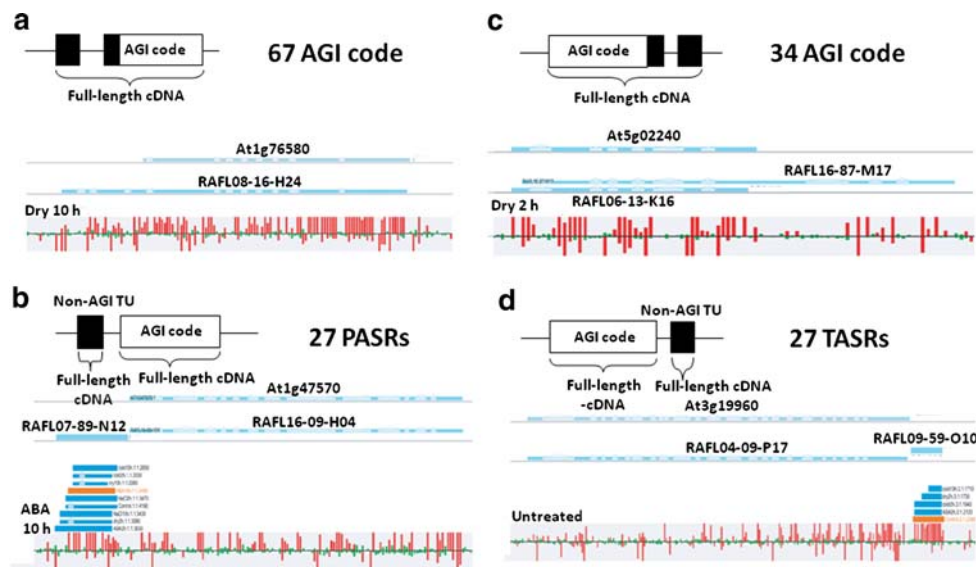 a
AGI code
67 AGI code
Full-length cDNA
At1g76580
RAFL08-16-H24
Dry 10 h
b
Non-AGI TU
AGI code
27 PASRs
Full-length
cDNA
Full-length cDNA
At1g47570
RAFL07-89-N12
RAFL16-09-H04
ABA
10 h
c
AGI code
34 AGI code
Full-length cDNA
At5g02240
RAFL16-87-M17
RAFL06-13-K16
Dry 2 h
d
Non-AGI TU
AGI code
27 TASRs
Full-length
-cDNA
Full-length cDNA
At3g19960
RAFL09-59-O10
RAFL04-09-P17
Untreated